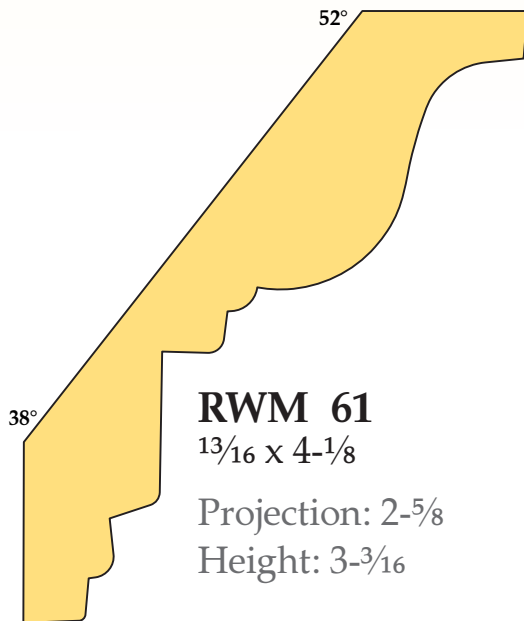 52°
38°
RWM 61
¹³⁄₁₆ x 4-¹⁄₈
Projection: 2-⁵⁄₈
Height: 3-³⁄₁₆